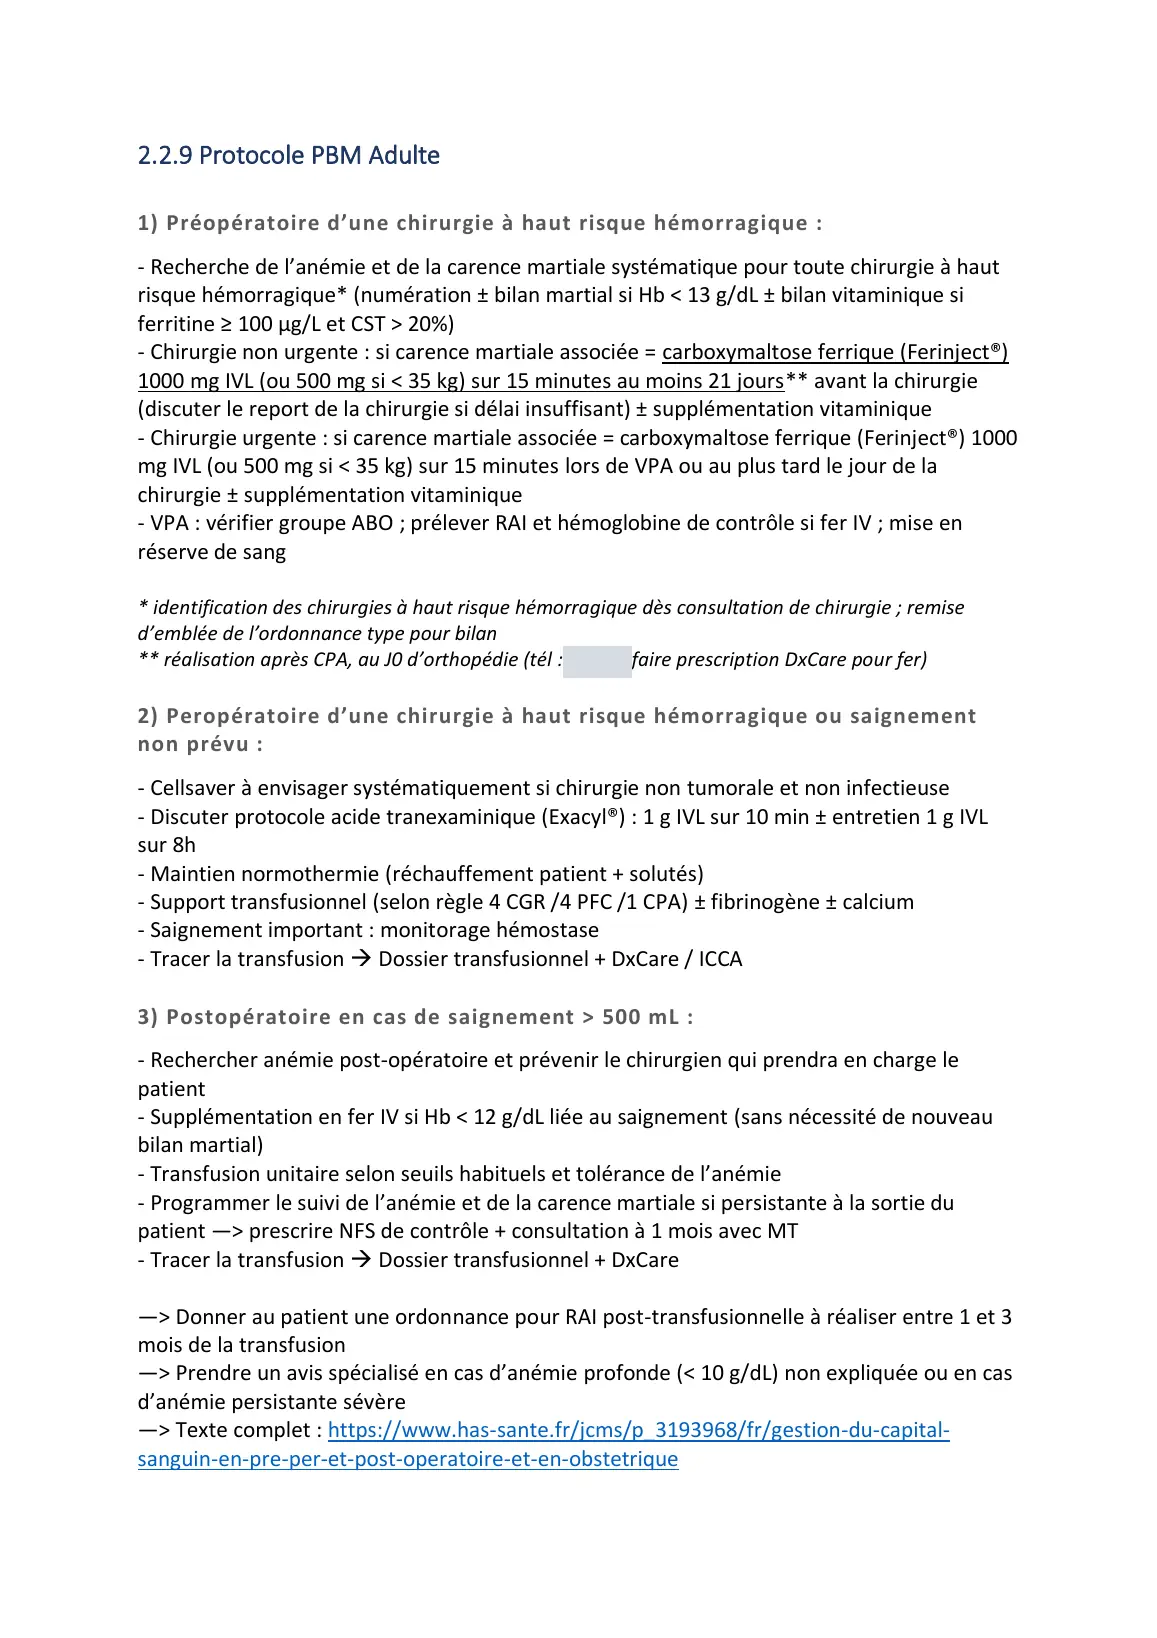 2.2.9 Protocole PBM Adulte
1) Préopératoire d’une chirurgie à haut risque hémorragique :
- Recherche de l’anémie et de la carence martiale systématique pour toute chirurgie à haut
risque hémorragique* (numération ± bilan martial si Hb < 13 g/dL ± bilan vitaminique si
ferritine ≥ 100 µg/L et CST > 20%)
- Chirurgie non urgente : si carence martiale associée = carboxymaltose ferrique (Ferinject®)
1000 mg IVL (ou 500 mg si < 35 kg) sur 15 minutes au moins 21 jours** avant la chirurgie
(discuter le report de la chirurgie si délai insuffisant) ± supplémentation vitaminique
- Chirurgie urgente : si carence martiale associée = carboxymaltose ferrique (Ferinject®) 1000
mg IVL (ou 500 mg si < 35 kg) sur 15 minutes lors de VPA ou au plus tard le jour de la
chirurgie ± supplémentation vitaminique
- VPA : vérifier groupe ABO ; prélever RAI et hémoglobine de contrôle si fer IV ; mise en
réserve de sang
* identification des chirurgies à haut risque hémorragique dès consultation de chirurgie ; remise
d’emblée de l’ordonnance type pour bilan
** réalisation après CPA, au J0 d’orthopédie (tél : faire prescription DxCare pour fer)
2) Peropératoire d’une chirurgie à haut risque hémorragique ou saignement
non prévu :
- Cellsaver à envisager systématiquement si chirurgie non tumorale et non infectieuse
- Discuter protocole acide tranexaminique (Exacyl®) : 1 g IVL sur 10 min ± entretien 1 g IVL
sur 8h
- Maintien normothermie (réchauffement patient + solutés)
- Support transfusionnel (selon règle 4 CGR /4 PFC /1 CPA) ± fibrinogène ± calcium
- Saignement important : monitorage hémostase
- Tracer la transfusion → Dossier transfusionnel + DxCare / ICCA
3) Postopératoire en cas de saignement > 500 mL :
- Rechercher anémie post-opératoire et prévenir le chirurgien qui prendra en charge le
patient
- Supplémentation en fer IV si Hb < 12 g/dL liée au saignement (sans nécessité de nouveau
bilan martial)
- Transfusion unitaire selon seuils habituels et tolérance de l’anémie
- Programmer le suivi de l’anémie et de la carence martiale si persistante à la sortie du
patient —> prescrire NFS de contrôle + consultation à 1 mois avec MT
- Tracer la transfusion → Dossier transfusionnel + DxCare
—> Donner au patient une ordonnance pour RAI post-transfusionnelle à réaliser entre 1 et 3
mois de la transfusion
—> Prendre un avis spécialisé en cas d’anémie profonde (< 10 g/dL) non expliquée ou en cas
d’anémie persistante sévère
—> Texte complet : https://www.has-sante.fr/jcms/p_3193968/fr/gestion-du-capital-
sanguin-en-pre-per-et-post-operatoire-et-en-obstetrique